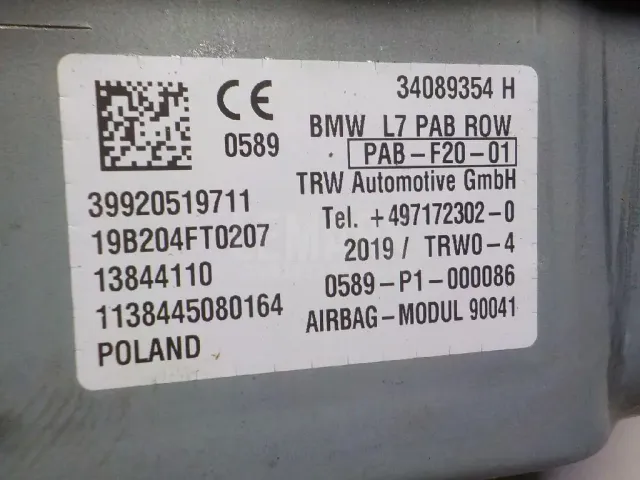 CE
0589
39920519711
19B204FT0207
13844110
1138445080164
POLAND
34089354 H
BMW L7 PAB ROW
PAB-F20-01
TRW Automotive GmbH
Tel. +497172302-0
2019/ TRW0-4
0589-P1-000086
AIRBAG-MODUL 90041